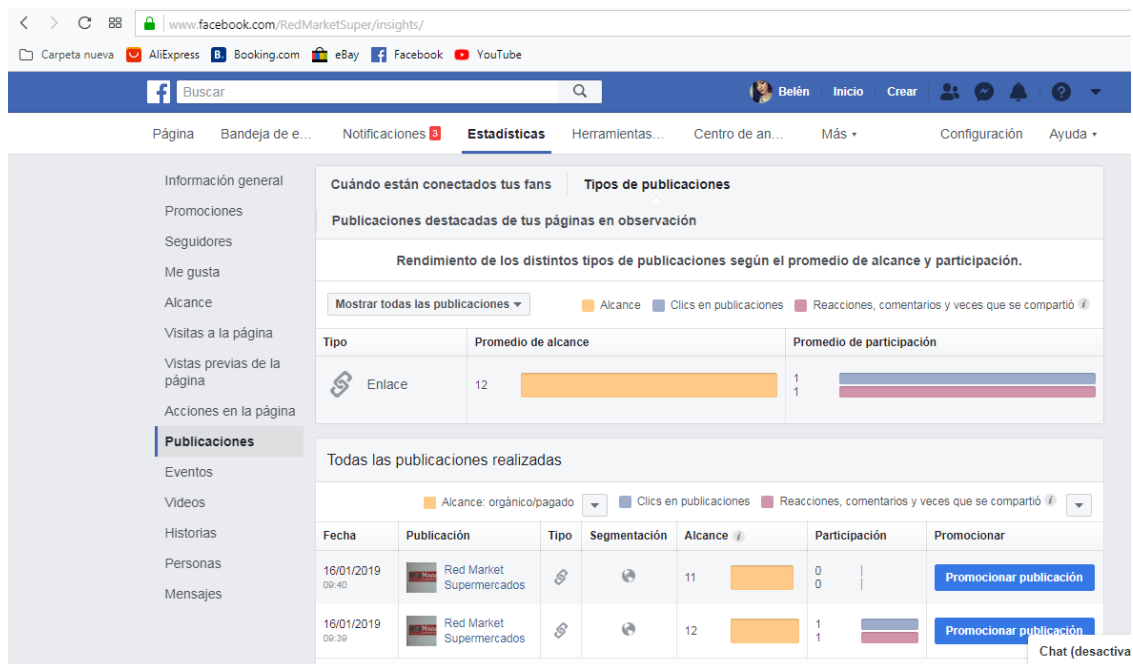 www.facebook.com/RedMarketSuper/insights/
Carpeta nueva AliExpress B. Booking.com eBay Facebook YouTube
Buscar Belén Inicio Crear
Página Bandeja de e... Notificaciones 3 Estadísticas Herramientas... Centro de an... Más Configuración Ayuda
Información general
Promociones
Seguidores
Me gusta
Alcance
Visitas a la página
Vistas previas de la
página
Acciones en la página
Publicaciones
Eventos
Videos
Historias
Personas
Mensajes
Cuándo están conectados tus fans Tipos de publicaciones
Publicaciones destacadas de tus páginas en observación
Rendimiento de los distintos tipos de publicaciones según el promedio de alcance y participación.
Mostrar todas las publicaciones Alcance Clics en publicaciones Reacciones, comentarios y veces que se compartió i
Tipo Promedio de alcance Promedio de participación
Enlace 12 1
1
Todas las publicaciones realizadas
Alcance: orgánico/pagado Clics en publicaciones Reacciones, comentarios y veces que se compartió i
Fecha Publicación Tipo Segmentación Alcance i Participación Promocionar
16/01/2019 Red Market 11 0 Promocionar publicación
09:40 Supermercados 0
16/01/2019 Red Market 12 1 Promocionar publicación
09:39 Supermercados 1
Chat (desactiva